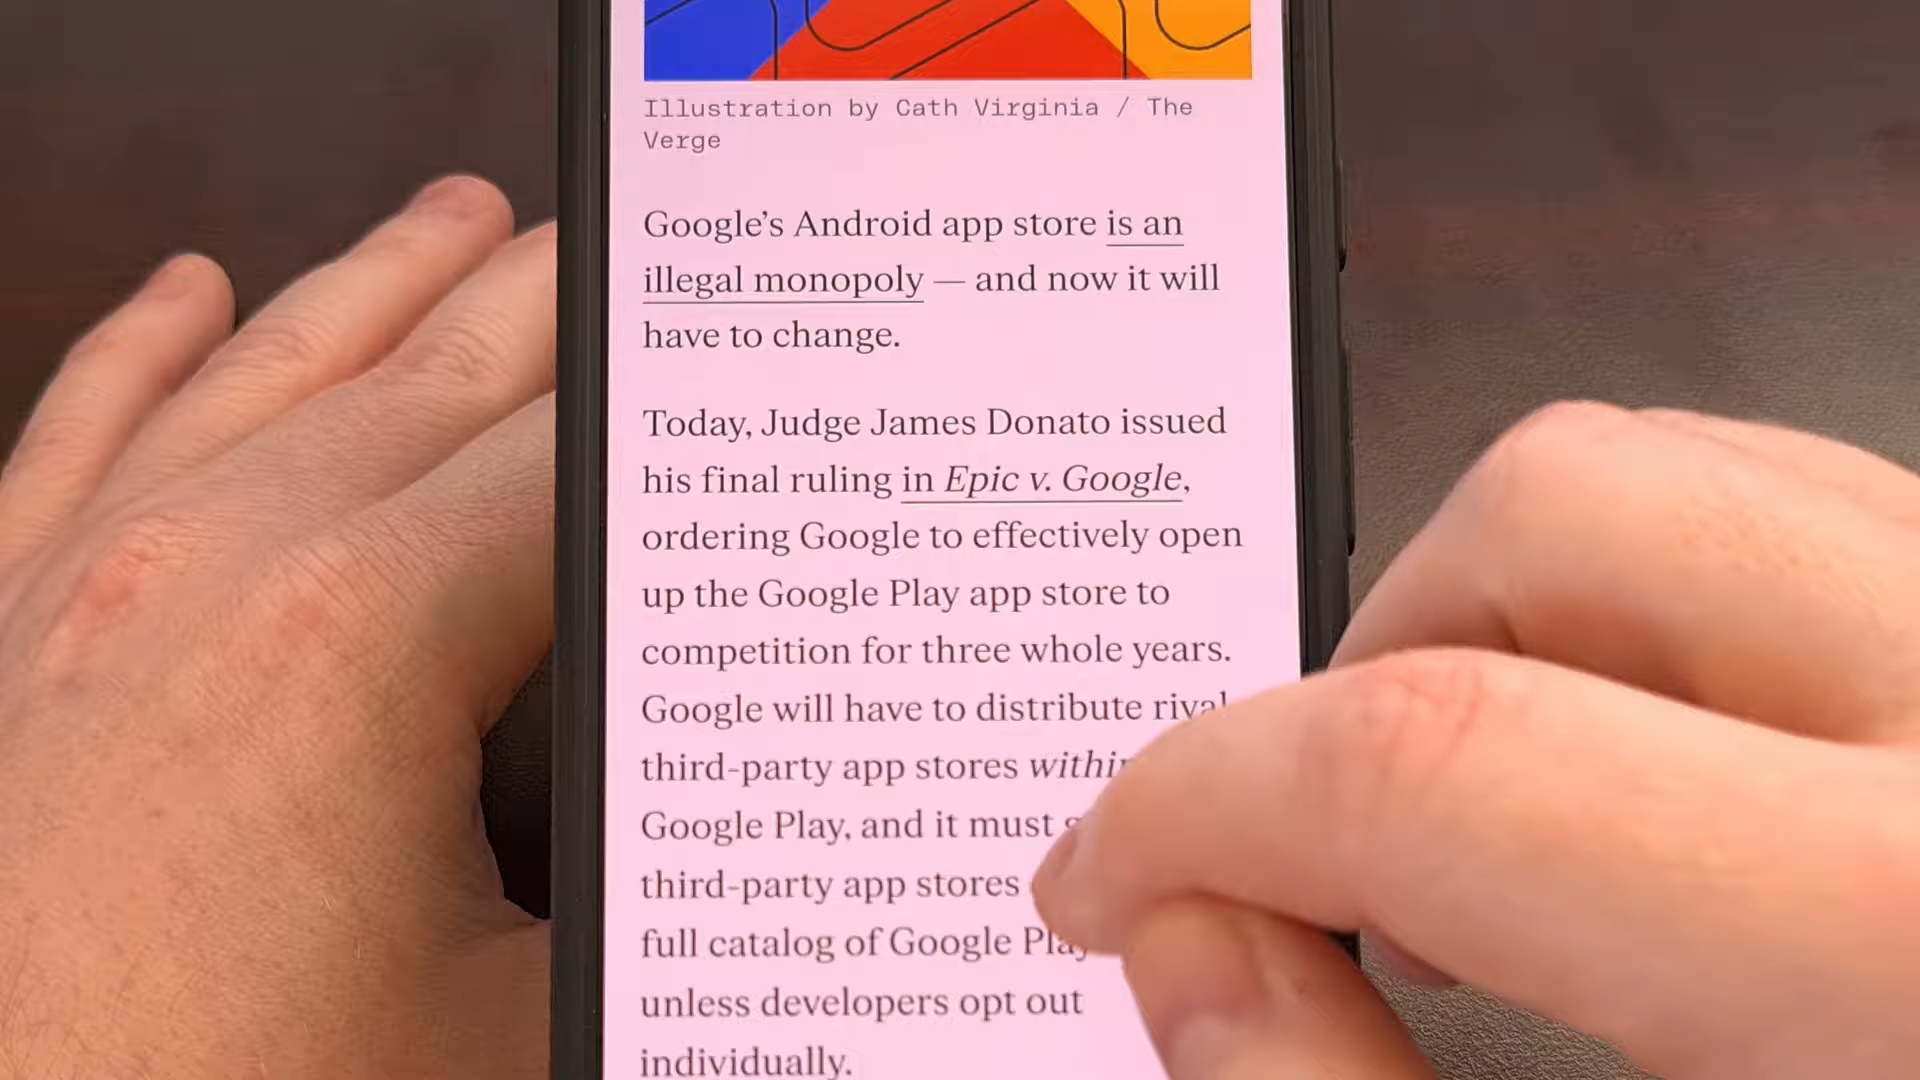 Illustration by Cath Virginia / The
Verge
Google’s Android app store is an
illegal monopoly — and now it will
have to change.
Today, Judge James Donato issued
his final ruling in Epic v. Google,
ordering Google to effectively open
up the Google Play app store to
competition for three whole years.
Google will have to distribute rival
third-party app stores within
Google Play, and it must
third-party app stores
full catalog of Google Play
unless developers opt out
individually.